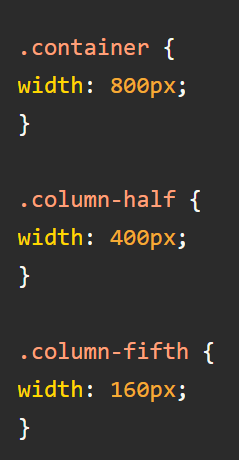 .container {
width: 800px;
}
.column-half {
width: 400px;
}
.column-fifth {
width: 160px;
}